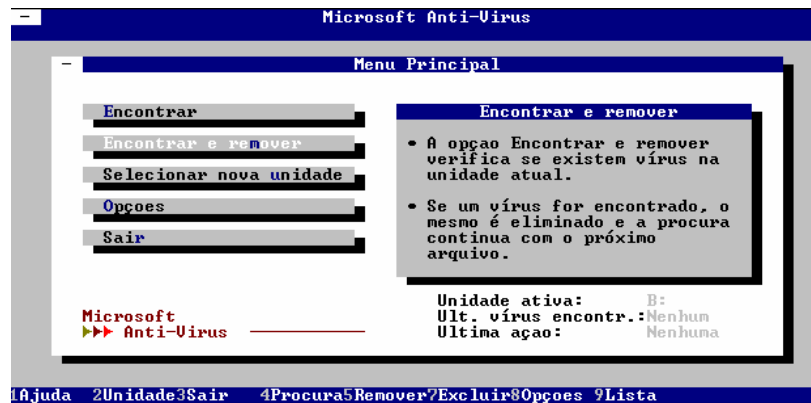 Microsoft Anti-Virus
Menu Principal
Encontrar
Encontrar e remover
Selecionar nova unidade
Opçoes
Sair
Encontrar e remover
• A opçao Encontrar e remover
verifica se existem vírus na
unidade atual.
• Se um vírus for encontrado, o
mesmo é eliminado e a procura
continua com o próximo
arquivo.
Microsoft
Anti-Virus
Unidade ativa: B:
Ult. vírus encontr.:Nenhum
Ultima açao: Nenhuma
1Ajuda 2Unidade3Sair 4Procura5Remover7Excluir8Opçoes 9Lista